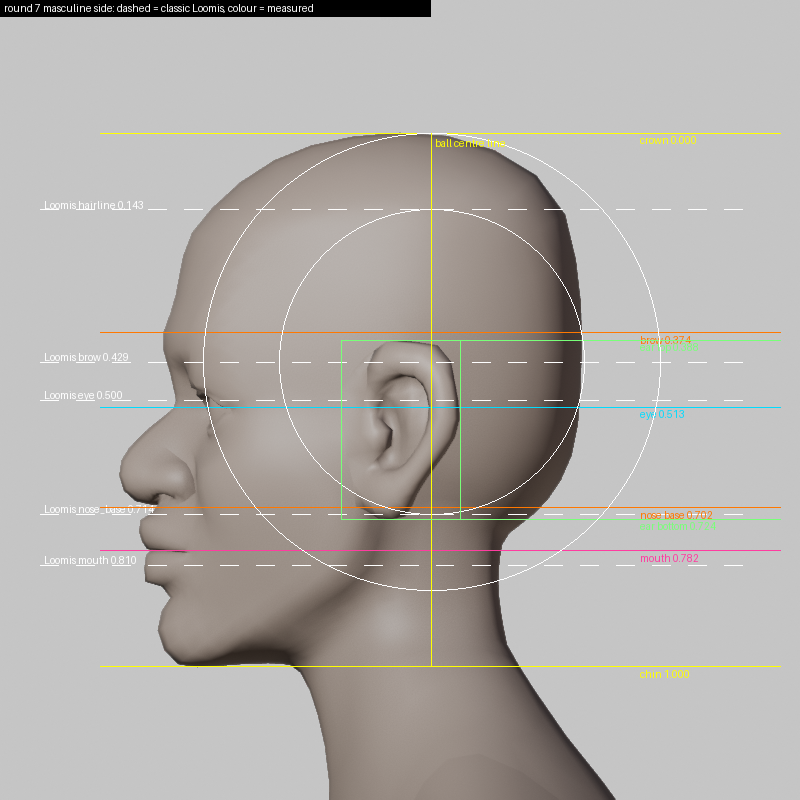 round 7 masculine side: dashed = classic Loomis, colour = measured
crown 0.000
ball centre line
Loomis hairline 0.143
brow 0.374
Loomis brow 0.429
Loomis eye 0.500
eye 0.513
Loomis nose_base 0.714
nose base 0.702
mouth 0.782
Loomis mouth 0.810
chin 1.000